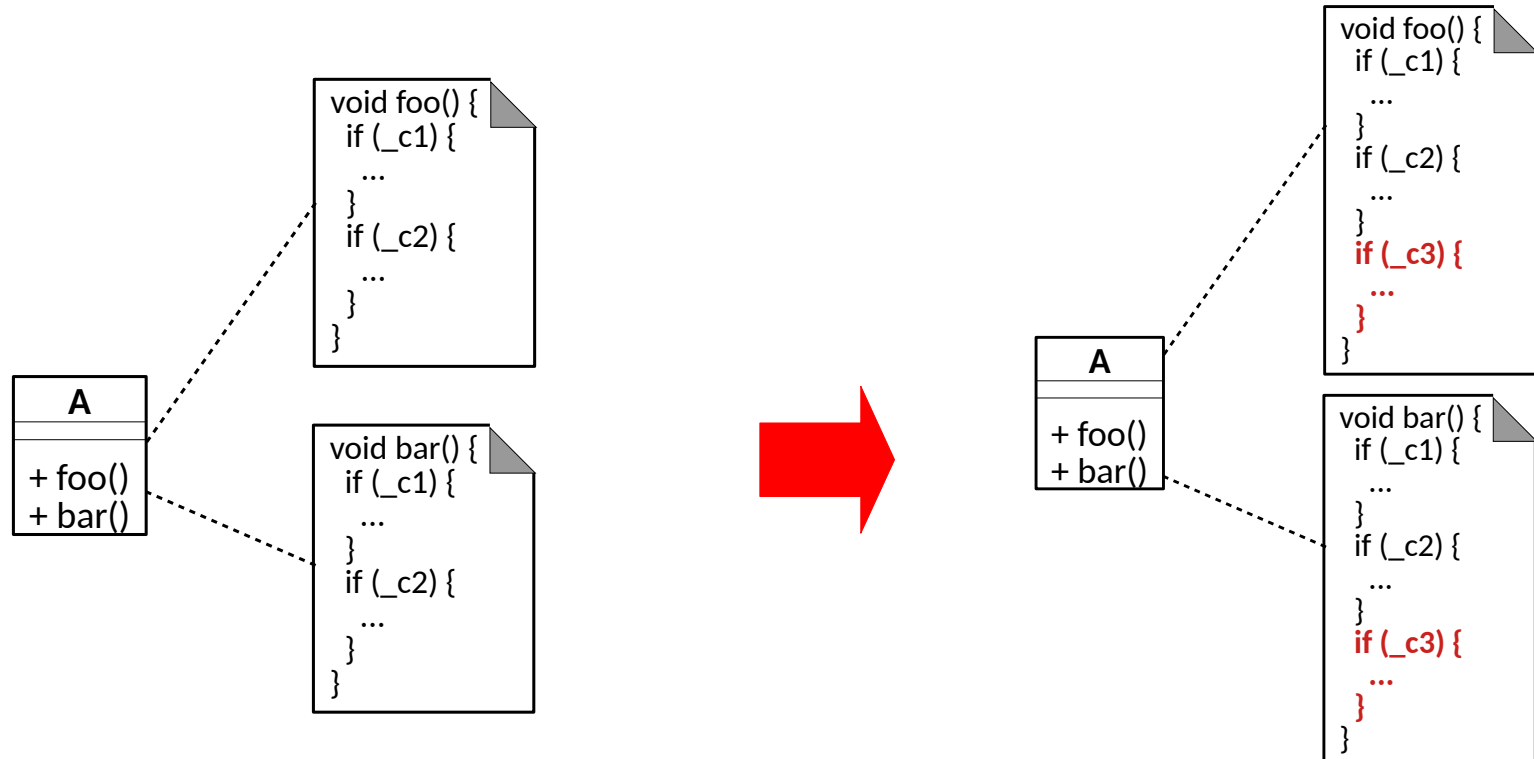 void foo() {
if (_c1) {
...
}
if (_c2) {
...
}
}
A
+ foo()
+ bar()
void bar() {
if (_c1) {
...
}
if (_c2) {
...
}
}
void foo() {
if (_c1) {
...
}
if (_c2) {
...
}
if (_c3) {
...
}
}
A
+ foo()
+ bar()
void bar() {
if (_c1) {
...
}
if (_c2) {
...
}
if (_c3) {
...
}
}